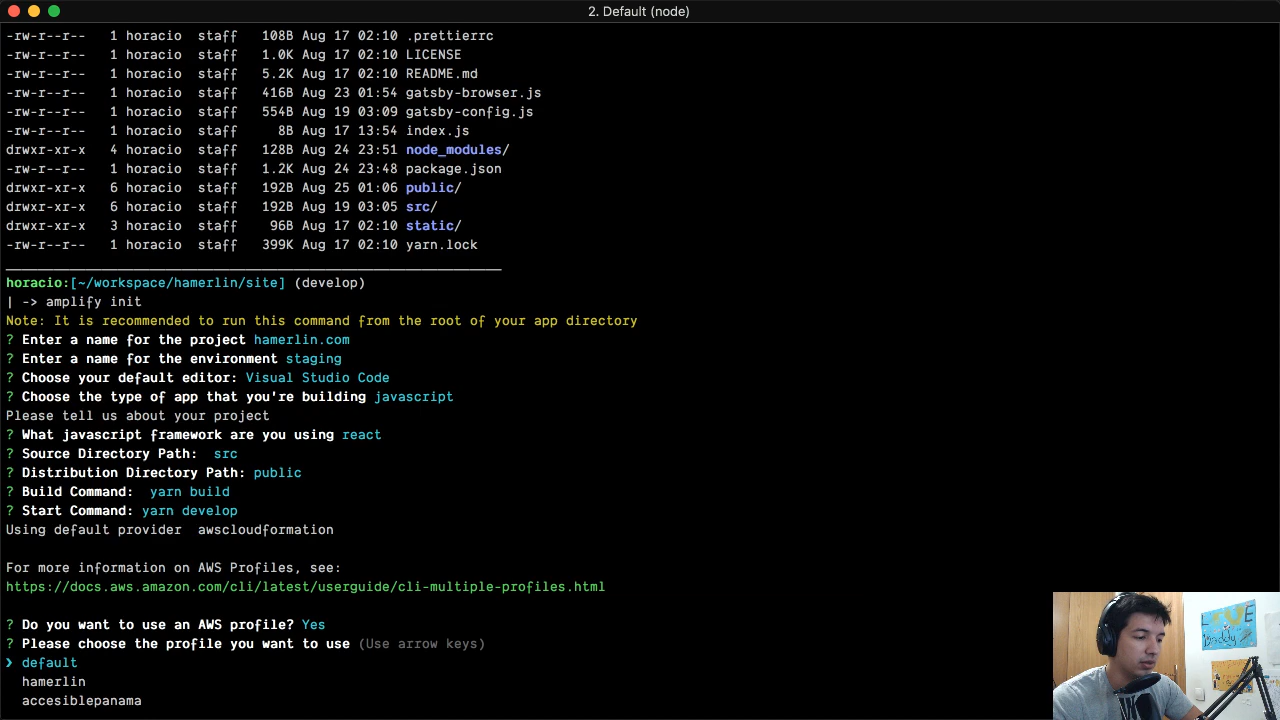 2. Default (node)
-rw-r--r-- 1 horacio staff 108B Aug 17 02:10 .prettierrc
-rw-r--r-- 1 horacio staff 1.0K Aug 17 02:10 LICENSE
-rw-r--r-- 1 horacio staff 5.2K Aug 17 02:10 README.md
-rw-r--r-- 1 horacio staff 416B Aug 23 01:54 gatsby-browser.js
-rw-r--r-- 1 horacio staff 554B Aug 19 03:09 gatsby-config.js
-rw-r--r-- 1 horacio staff 8B Aug 17 13:54 index.js
drwxr-xr-x 4 horacio staff 128B Aug 24 23:51 node_modules/
-rw-r--r-- 1 horacio staff 1.2K Aug 24 23:48 package.json
drwxr-xr-x 6 horacio staff 192B Aug 25 01:06 public/
drwxr-xr-x 6 horacio staff 192B Aug 19 03:05 src/
drwxr-xr-x 3 horacio staff 96B Aug 17 02:10 static/
-rw-r--r-- 1 horacio staff 399K Aug 17 02:10 yarn.lock
horacio:[~/workspace/hamerlin/site] (develop)
| -> amplify init
Note: It is recommended to run this command from the root of your app directory
? Enter a name for the project hamerlin.com
? Enter a name for the environment staging
? Choose your default editor: Visual Studio Code
? Choose the type of app that you're building javascript
Please tell us about your project
? What javascript framework are you using react
? Source Directory Path: src
? Distribution Directory Path: public
? Build Command: yarn build
? Start Command: yarn develop
Using default provider awscloudformation
For more information on AWS Profiles, see:
https://docs.aws.amazon.com/cli/latest/userguide/cli-multiple-profiles.html
? Do you want to use an AWS profile? Yes
? Please choose the profile you want to use (Use arrow keys)
❯ default
hamerlin
accesiblepanama